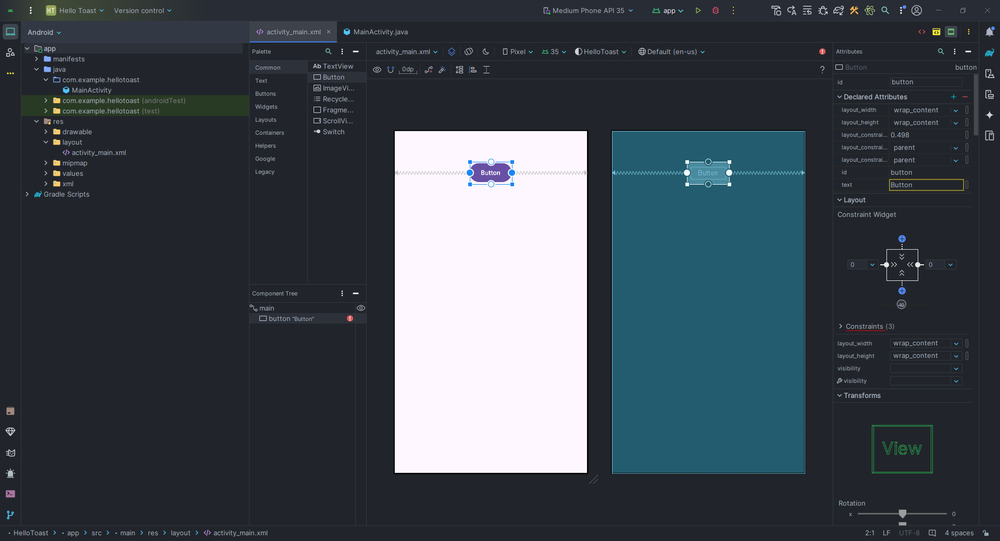 HT Hello Toast Version control Medium Phone API 35 app
Android
app
manifests
java
com.example.hellotoast
MainActivity
com.example.hellotoast (androidTest)
com.example.hellotoast (test)
res
drawable
layout
activity_main.xml
mipmap
values
xml
Gradle Scripts
activity_main.xml MainActivity.java
Palette
Common
Text
Buttons
Widgets
Layouts
Containers
Helpers
Google
Legacy
Ab TextView
Button
ImageVi...
Recycle...
Fragme...
ScrollVi...
Switch
Component Tree
main
button "Button"
activity_main.xml Pixel 35 HelloToast Default (en-us)
0dp ?
Button
Button
Attributes
Button button
id button
Declared Attributes
layout_width wrap_content
layout_height wrap_content
layout_constrai... 0.498
layout_constrai... parent
layout_constrai... parent
id button
text Button
Layout
Constraint Widget
0 0
49
Constraints (3)
layout_width wrap_content
layout_height wrap_content
visibility
visibility
Transforms
View
Rotation
x 0
HelloToast app src main res layout activity_main.xml
2:1 LF UTF-8 4 spaces